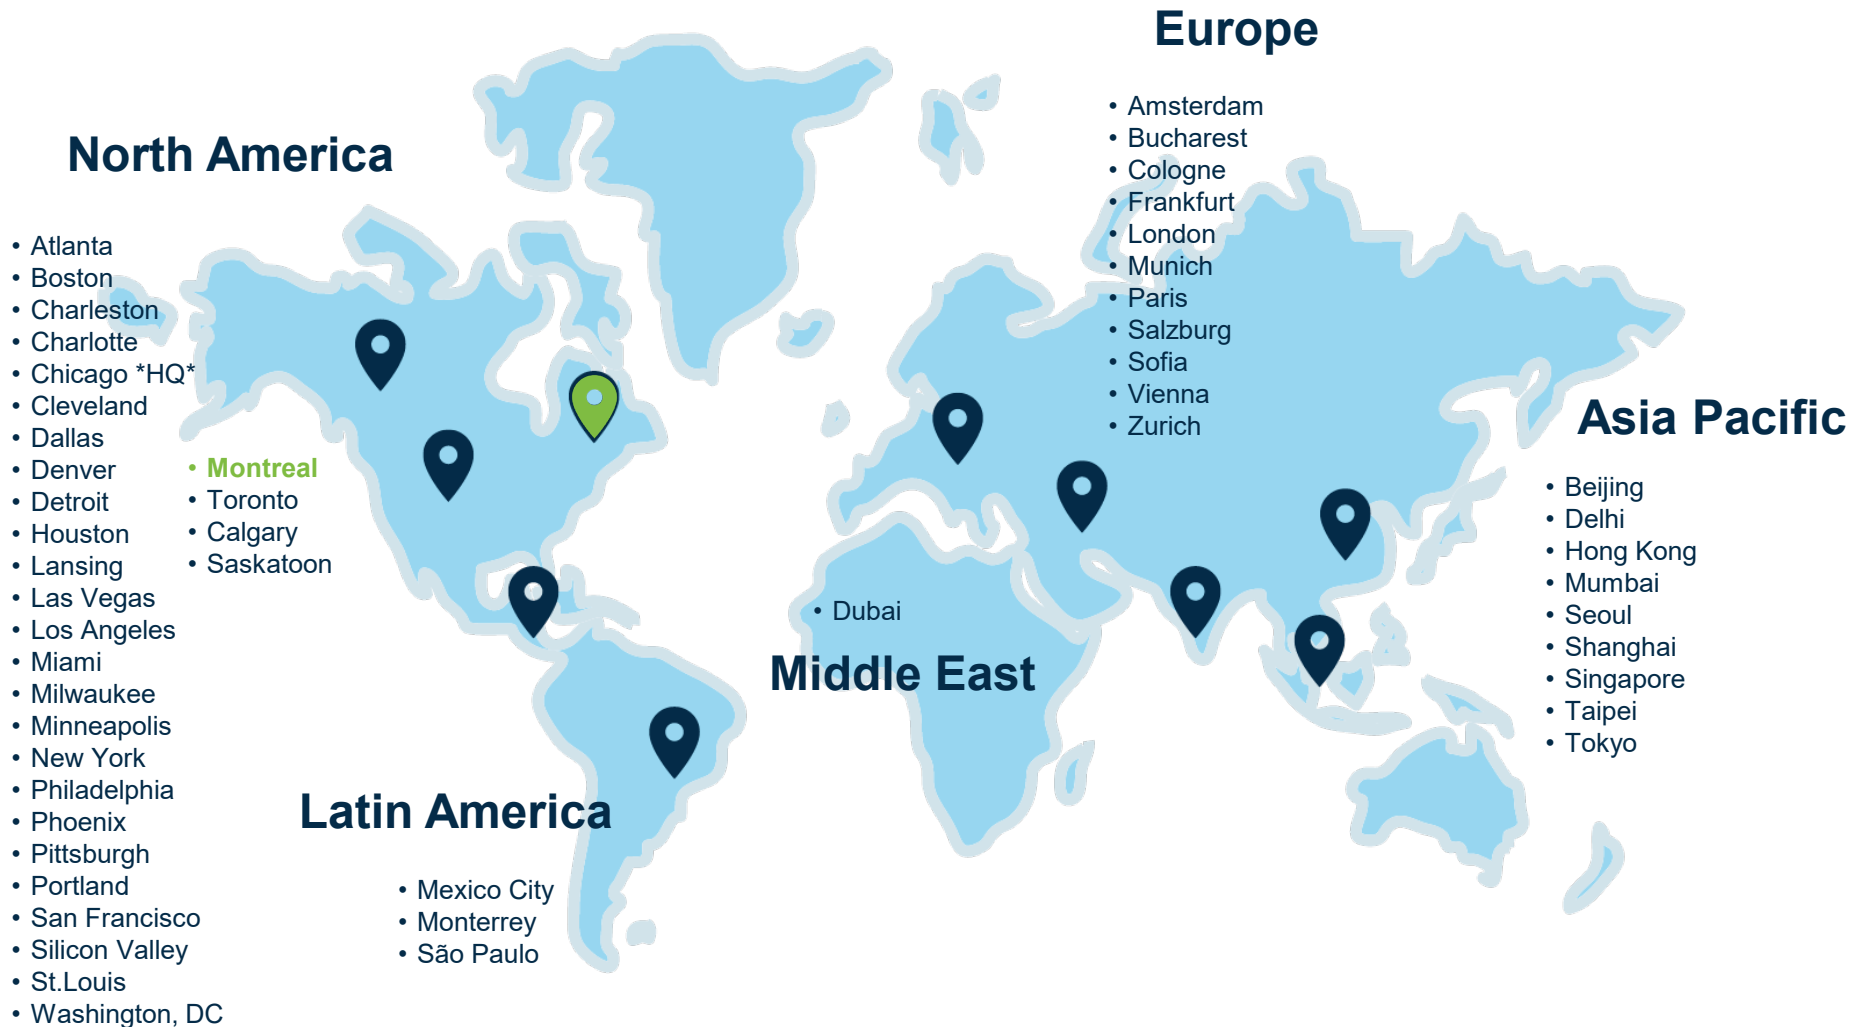 North America
• Atlanta
• Boston
• Charleston
• Charlotte
• Chicago *HQ*
• Cleveland
• Dallas
• Denver
• Detroit
• Houston
• Lansing
• Las Vegas
• Los Angeles
• Miami
• Milwaukee
• Minneapolis
• New York
• Philadelphia
• Phoenix
• Pittsburgh
• Portland
• San Francisco
• Silicon Valley
• St.Louis
• Washington, DC
• Montreal
• Toronto
• Calgary
• Saskatoon
Latin America
• Mexico City
• Monterrey
• São Paulo
Europe
• Amsterdam
• Bucharest
• Cologne
• Frankfurt
• London
• Munich
• Paris
• Salzburg
• Sofia
• Vienna
• Zurich
• Dubai
Middle East
Asia Pacific
• Beijing
• Delhi
• Hong Kong
• Mumbai
• Seoul
• Shanghai
• Singapore
• Taipei
• Tokyo